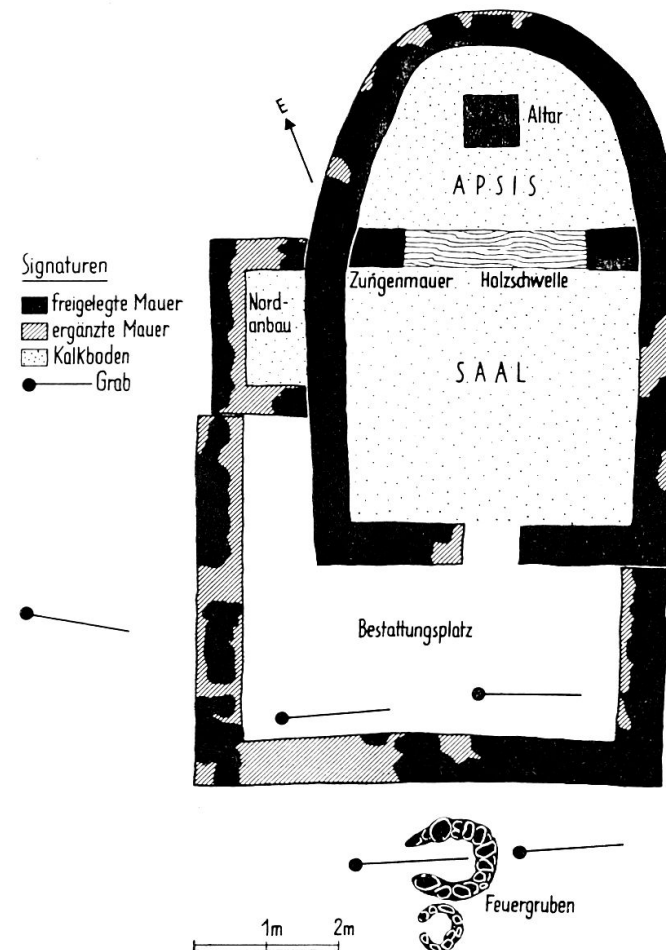 E
Altar
APSIS
Signaturen
freigelegte Mauer
ergänzte Mauer
Kalkboden
Grab
Nord-
anbau
Zungenmauer Holzschwelle
SAAL
Bestattungsplatz
Feuergruben
1m 2m